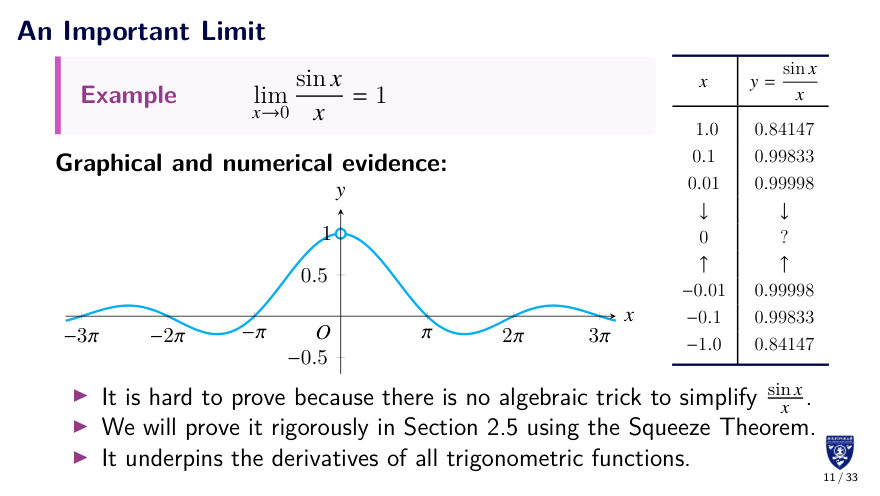 An Important Limit
Example lim x→0 sin x / x = 1
Graphical and numerical evidence:
y
1
0.5
−0.5
O
x
−3π −2π −π π 2π 3π
x y = sin x / x
1.0 0.84147
0.1 0.99833
0.01 0.99998
↓ ↓
0 ?
↑ ↑
−0.01 0.99998
−0.1 0.99833
−1.0 0.84147
▶ It is hard to prove because there is no algebraic trick to simplify sin x / x .
▶ We will prove it rigorously in Section 2.5 using the Squeeze Theorem.
▶ It underpins the derivatives of all trigonometric functions.
11 / 33